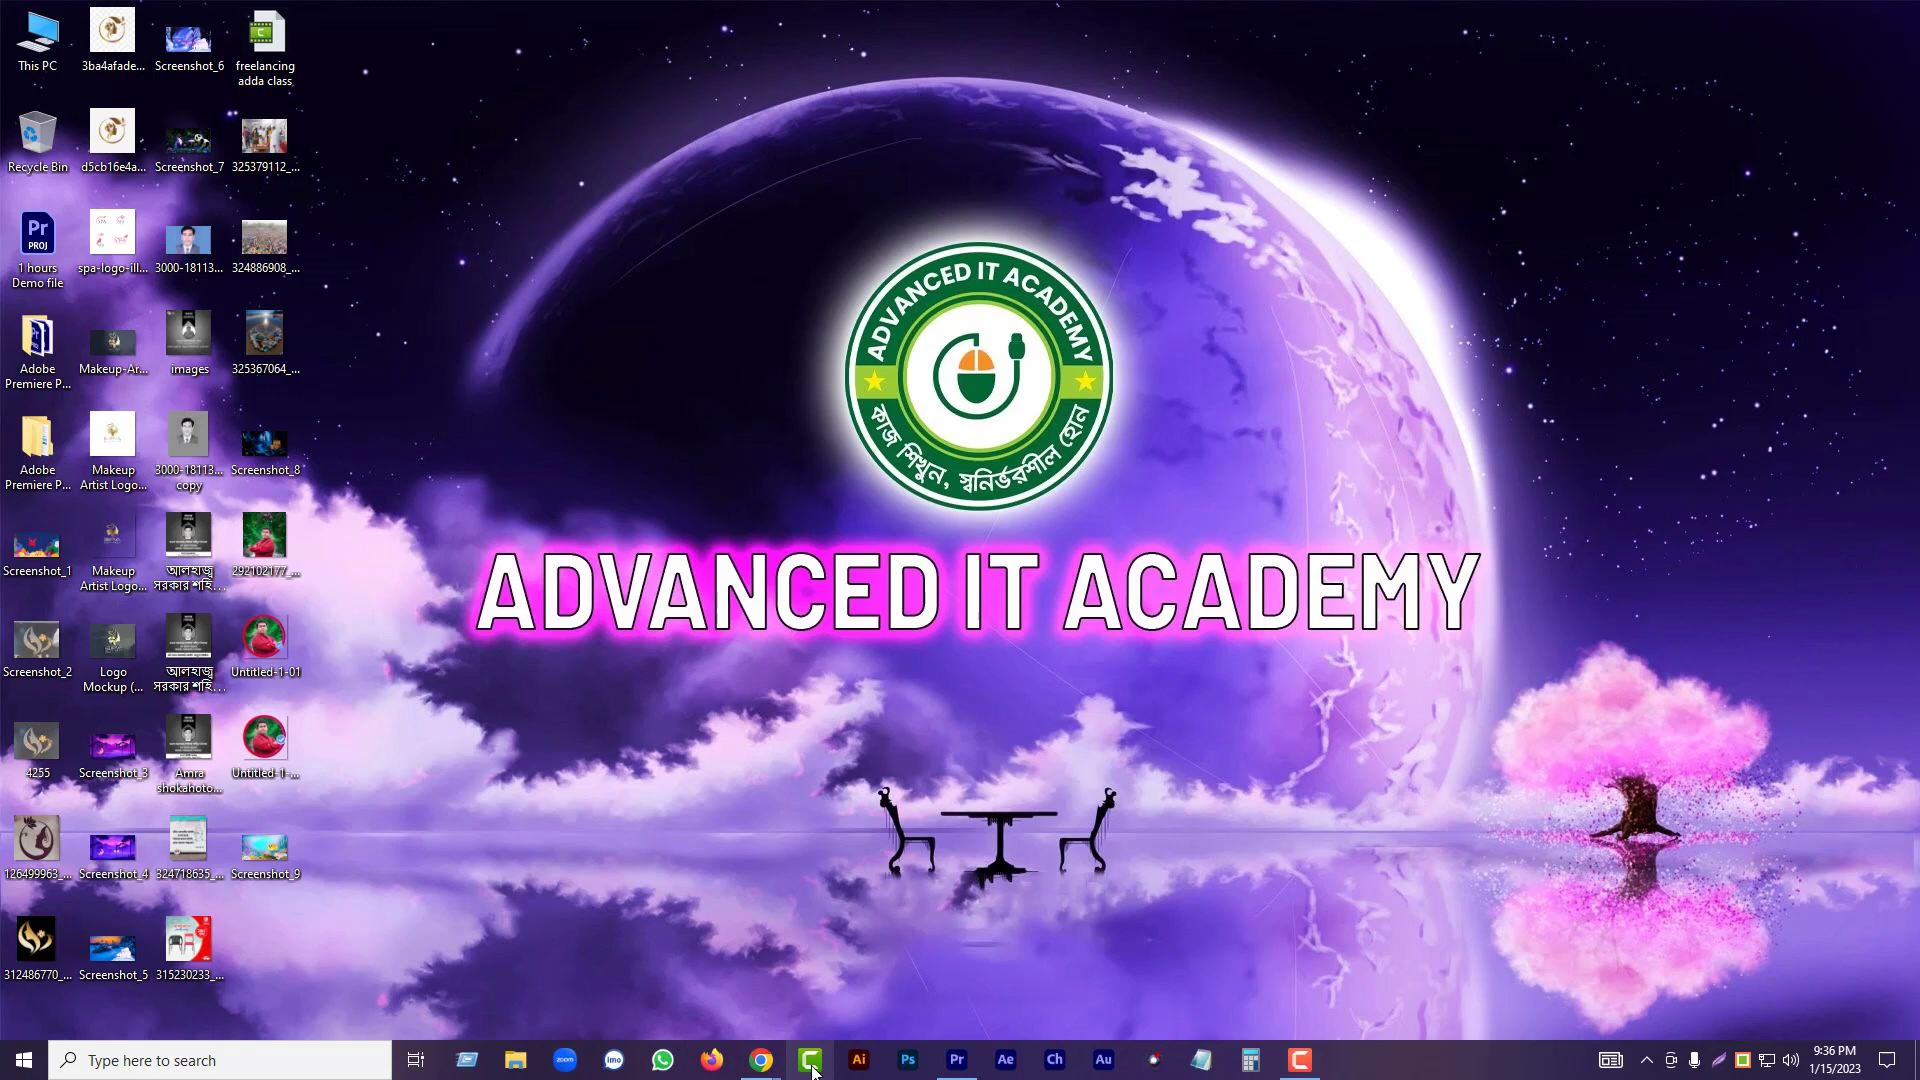 This PC
3ba4afade...
Screenshot_6
freelancing
adda class
Recycle Bin
d5cb16e4a...
Screenshot_7
325379112_...
Pr
PROJ
1 hours
Demo file
spa-logo-ill...
3000-18113...
324886908_...
Adobe
Premiere P...
Makeup-Ar...
images
325367064_...
Adobe
Premiere P...
Makeup
Artist Logo...
3000-18113...
copy
Screenshot_8
Screenshot_1
Makeup
Artist Logo...
আলহাজ্ব
সরকার শহি...
292102177_...
Screenshot_2
Logo
Mockup (...
আলহাজ্ব
সরকার শহি...
Untitled-1-01
4255
Screenshot_3
Amra
shokahoto...
Untitled-1-...
126499963_...
Screenshot_4
324718635_...
Screenshot_9
312486770_...
Screenshot_5
315230233_...
ADVANCED IT ACADEMY
কাজ শিখুন, স্বনির্ভরশীল হোন
ADVANCED IT ACADEMY
Type here to search
zoom
imo
Ai
Ps
Pr
Ae
Ch
Au
9:36 PM
1/15/2023